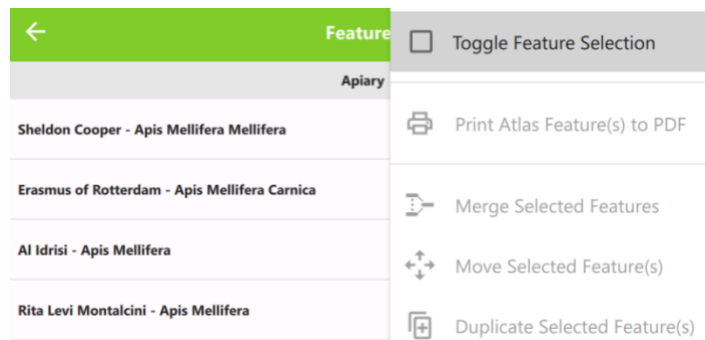 Feature
Apiary
Sheldon Cooper - Apis Mellifera Mellifera
Erasmus of Rotterdam - Apis Mellifera Carnica
Al Idrisi - Apis Mellifera
Rita Levi Montalcini - Apis Mellifera
Toggle Feature Selection
Print Atlas Feature(s) to PDF
Merge Selected Features
Move Selected Feature(s)
Duplicate Selected Feature(s)